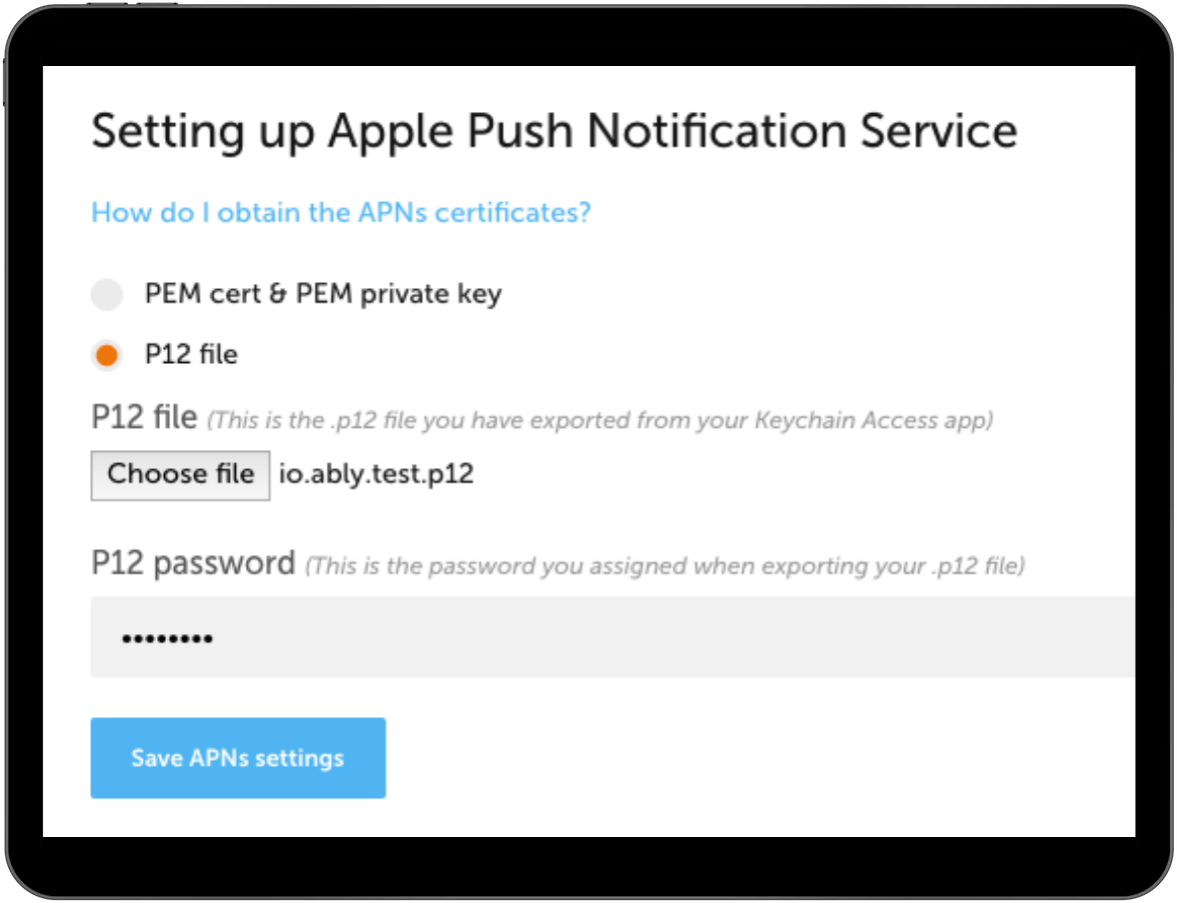 Setting up Apple Push Notification Service
How do I obtain the APNs certificates?
PEM cert & PEM private key
P12 file
P12 file (This is the .p12 file you have exported from your Keychain Access app)
Choose file io.ably.test.p12
P12 password (This is the password you assigned when exporting your .p12 file)
••••••••
Save APNs settings